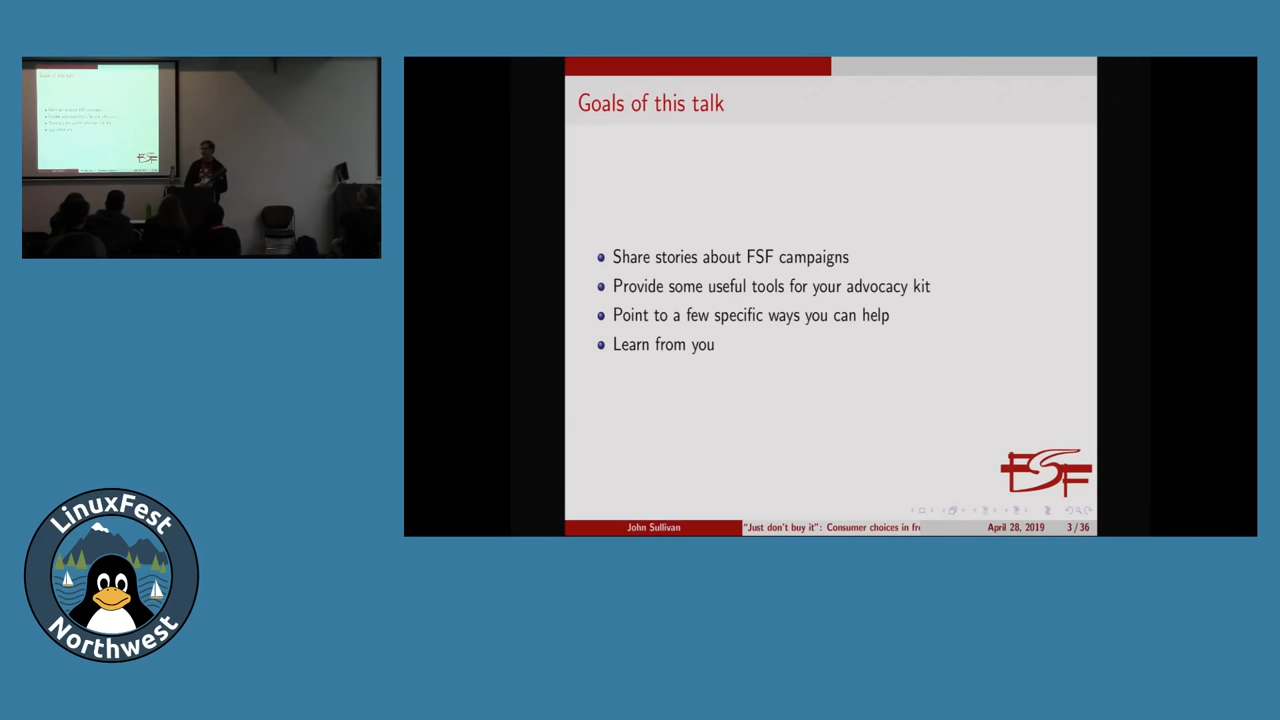 Goals of this talk
Share stories about FSF campaigns
Provide some useful tools for your advocacy kit
Point to a few specific ways you can help
Learn from you
FSF
John Sullivan
"Just don't buy it": Consumer choices in fre
April 28, 2019
3 / 36
LinuxFest
Northwest